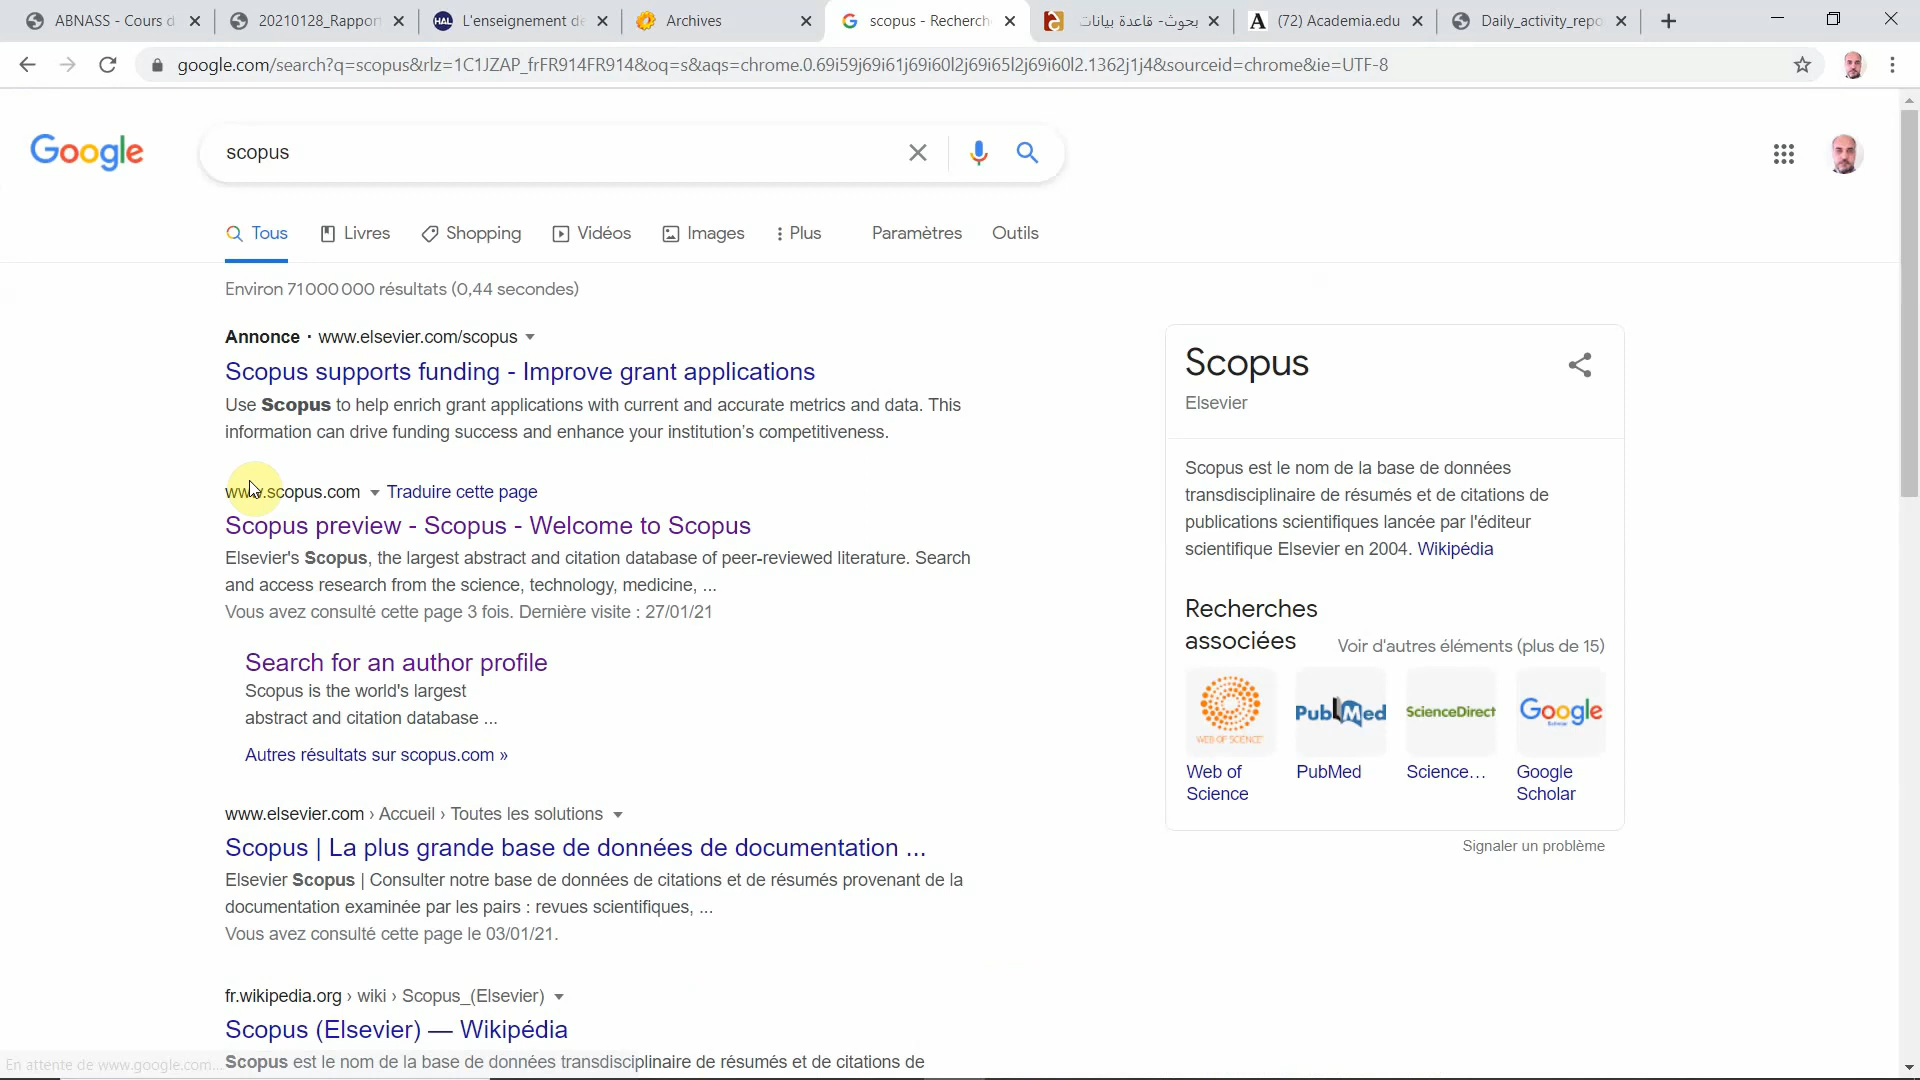 ABNASS - Cours d
20210128_Rappor
HAL L'enseignement de
Archives
scopus - Recherch
بحوث- قاعدة بيانات
A (72) Academia.edu
Daily_activity_repo
google.com/search?q=scopus&rlz=1C1JZAP_frFR914FR914&oq=s&aqs=chrome.0.69i59j69i61j69i60l2j69i65l2j69i60l2.1362j1j4&sourceid=chrome&ie=UTF-8
Google
scopus
Tous Livres Shopping Vidéos Images Plus Paramètres Outils
Environ 71 000 000 résultats (0,44 secondes)
Annonce · www.elsevier.com/scopus
Scopus supports funding - Improve grant applications
Use Scopus to help enrich grant applications with current and accurate metrics and data. This
information can drive funding success and enhance your institution's competitiveness.
www.scopus.com Traduire cette page
Scopus preview - Scopus - Welcome to Scopus
Elsevier's Scopus, the largest abstract and citation database of peer-reviewed literature. Search
and access research from the science, technology, medicine, ...
Vous avez consulté cette page 3 fois. Dernière visite : 27/01/21
Search for an author profile
Scopus is the world's largest
abstract and citation database ...
Autres résultats sur scopus.com »
www.elsevier.com › Accueil › Toutes les solutions
Scopus | La plus grande base de données de documentation ...
Elsevier Scopus | Consulter notre base de données de citations et de résumés provenant de la
documentation examinée par les pairs : revues scientifiques, ...
Vous avez consulté cette page le 03/01/21.
fr.wikipedia.org › wiki › Scopus_(Elsevier)
Scopus (Elsevier) — Wikipédia
Scopus est le nom de la base de données transdisciplinaire de résumés et de citations de
En attente de www.google.com...
Scopus
Elsevier
Scopus est le nom de la base de données
transdisciplinaire de résumés et de citations de
publications scientifiques lancée par l'éditeur
scientifique Elsevier en 2004. Wikipédia
Recherches
associées
Voir d'autres éléments (plus de 15)
WEB OF SCIENCE
PubMed
ScienceDirect
Google
Scholar
Web of
Science
PubMed
Science...
Google
Scholar
Signaler un problème